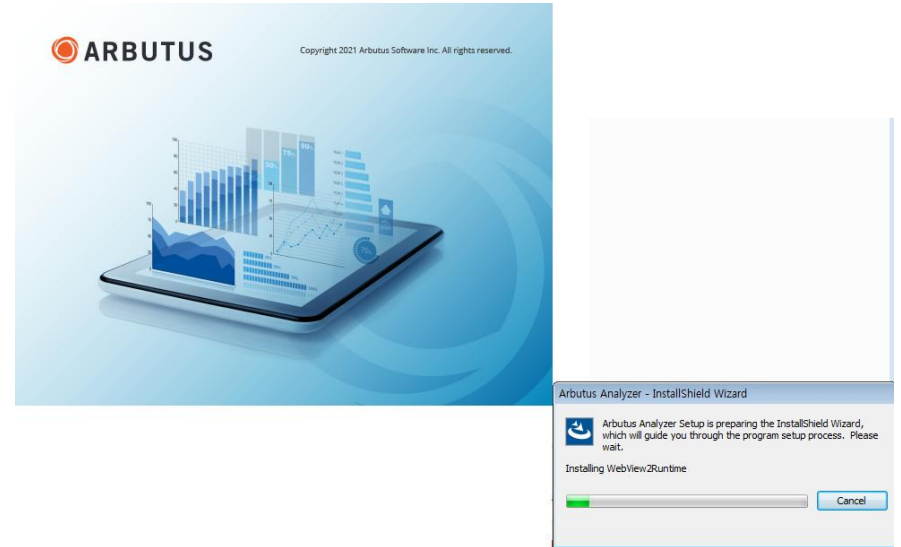 ARBUTUS
Copyright 2021 Arbutus Software Inc. All rights reserved.
90%
75%
50%
Arbutus Analyzer - InstallShield Wizard
Arbutus Analyzer Setup is preparing the InstallShield Wizard,
which will guide you through the program setup process. Please
wait.
Installing WebView2Runtime
Cancel